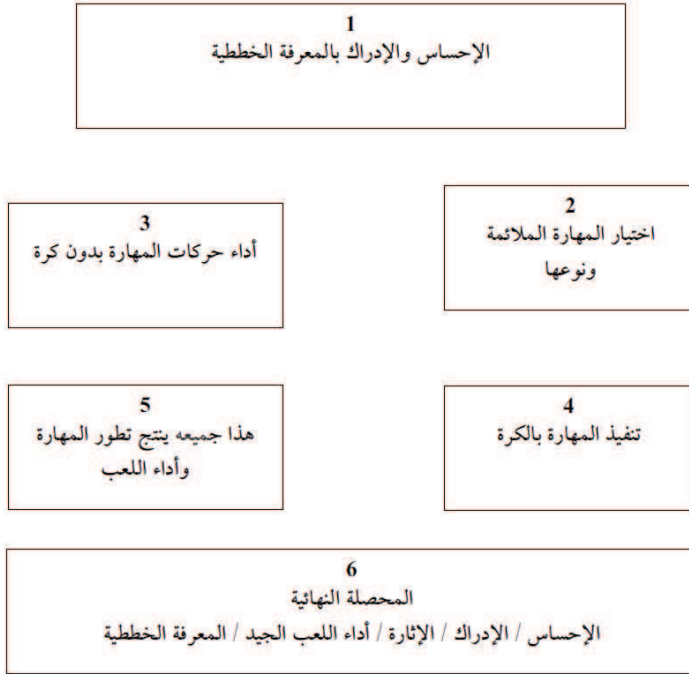 1
الإحساس والإدراك بالمعرفة الخططية
2
اختيار المهارة الملائمة
ونوعها
3
أداء حركات المهارة بدون كرة
4
تنفيذ المهارة بالكرة
5
هذا جميعه ينتج تطور المهارة
وأداء اللعب
6
المحصلة النهائية
الإحساس / الإدراك / الإثارة / أداء اللعب الجيد / المعرفة الخططية